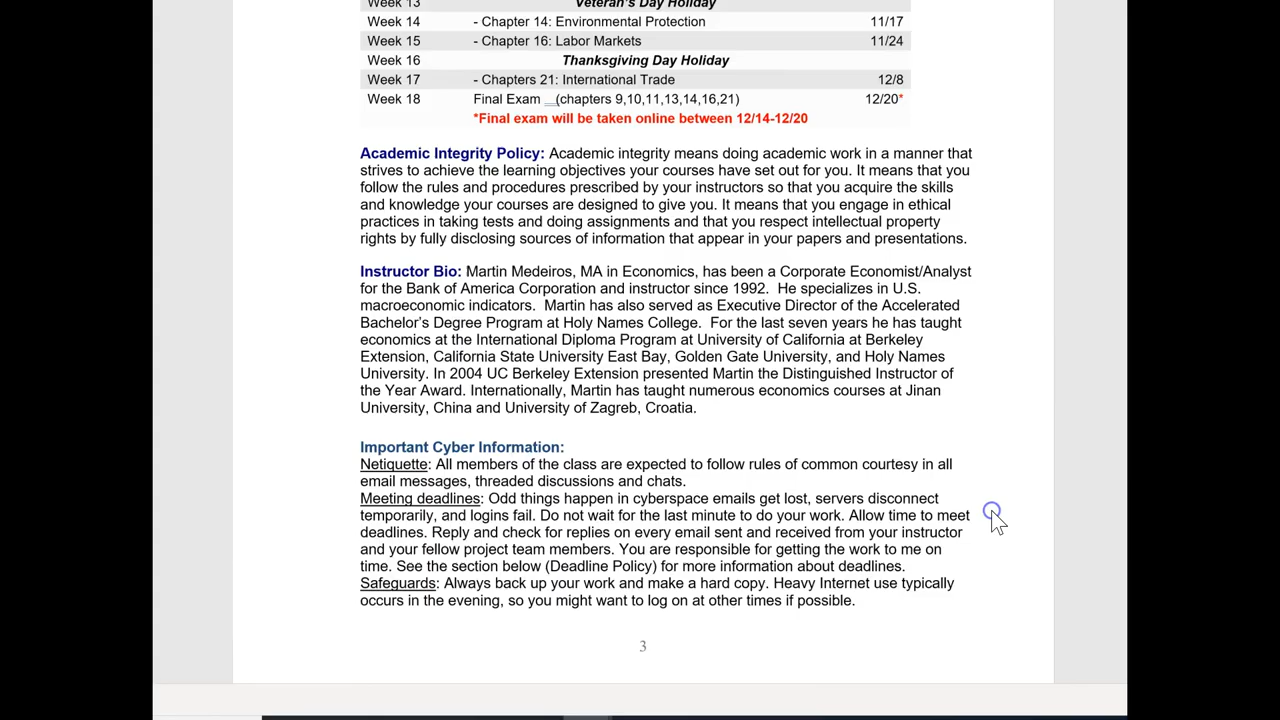 Week 13 Veteran's Day Holiday
Week 14 - Chapter 14: Environmental Protection 11/17
Week 15 - Chapter 16: Labor Markets 11/24
Week 16 Thanksgiving Day Holiday
Week 17 - Chapters 21: International Trade 12/8
Week 18 Final Exam __(chapters 9,10,11,13,14,16,21) 12/20*
*Final exam will be taken online between 12/14-12/20
Academic Integrity Policy: Academic integrity means doing academic work in a manner that
strives to achieve the learning objectives your courses have set out for you. It means that you
follow the rules and procedures prescribed by your instructors so that you acquire the skills
and knowledge your courses are designed to give you. It means that you engage in ethical
practices in taking tests and doing assignments and that you respect intellectual property
rights by fully disclosing sources of information that appear in your papers and presentations.
Instructor Bio: Martin Medeiros, MA in Economics, has been a Corporate Economist/Analyst
for the Bank of America Corporation and instructor since 1992. He specializes in U.S.
macroeconomic indicators. Martin has also served as Executive Director of the Accelerated
Bachelor's Degree Program at Holy Names College. For the last seven years he has taught
economics at the International Diploma Program at University of California at Berkeley
Extension, California State University East Bay, Golden Gate University, and Holy Names
University. In 2004 UC Berkeley Extension presented Martin the Distinguished Instructor of
the Year Award. Internationally, Martin has taught numerous economics courses at Jinan
University, China and University of Zagreb, Croatia.
Important Cyber Information:
Netiquette: All members of the class are expected to follow rules of common courtesy in all
email messages, threaded discussions and chats.
Meeting deadlines: Odd things happen in cyberspace emails get lost, servers disconnect
temporarily, and logins fail. Do not wait for the last minute to do your work. Allow time to meet
deadlines. Reply and check for replies on every email sent and received from your instructor
and your fellow project team members. You are responsible for getting the work to me on
time. See the section below (Deadline Policy) for more information about deadlines.
Safeguards: Always back up your work and make a hard copy. Heavy Internet use typically
occurs in the evening, so you might want to log on at other times if possible.
3